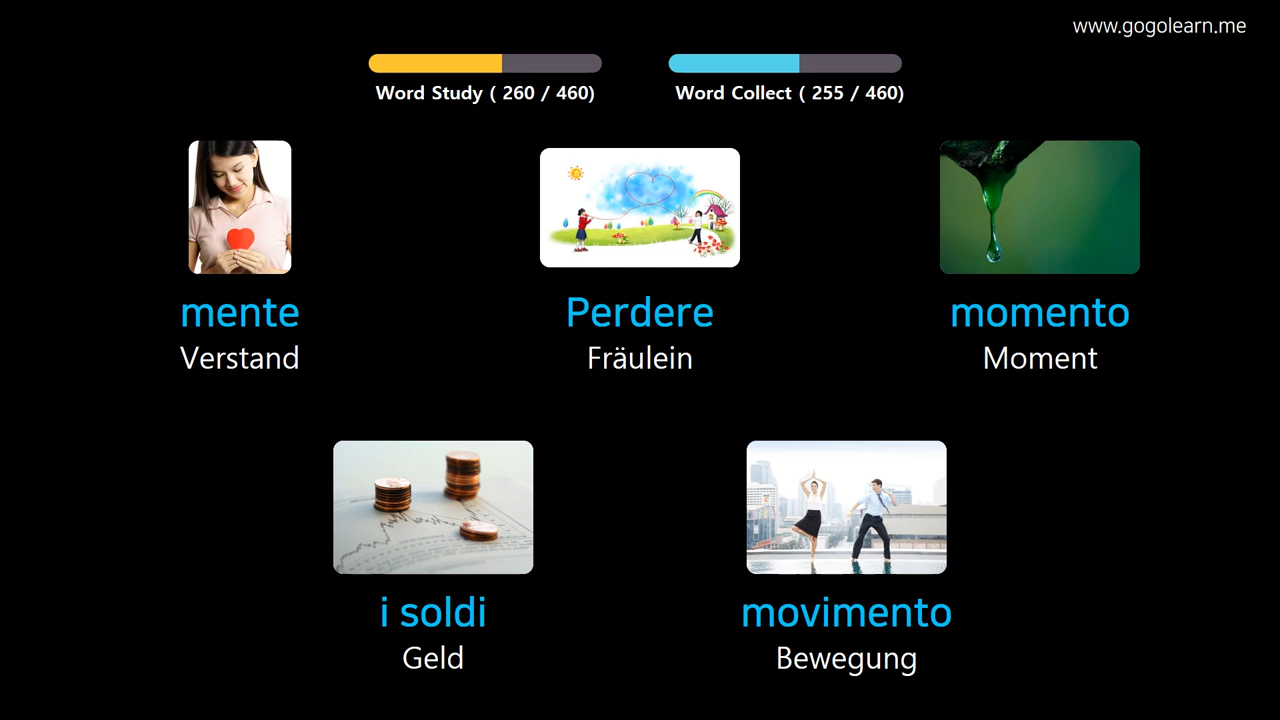 www.gogolearn.me
Word Study ( 260 / 460)
Word Collect ( 255 / 460)
mente
Verstand
Perdere
Fräulein
momento
Moment
i soldi
Geld
movimento
Bewegung